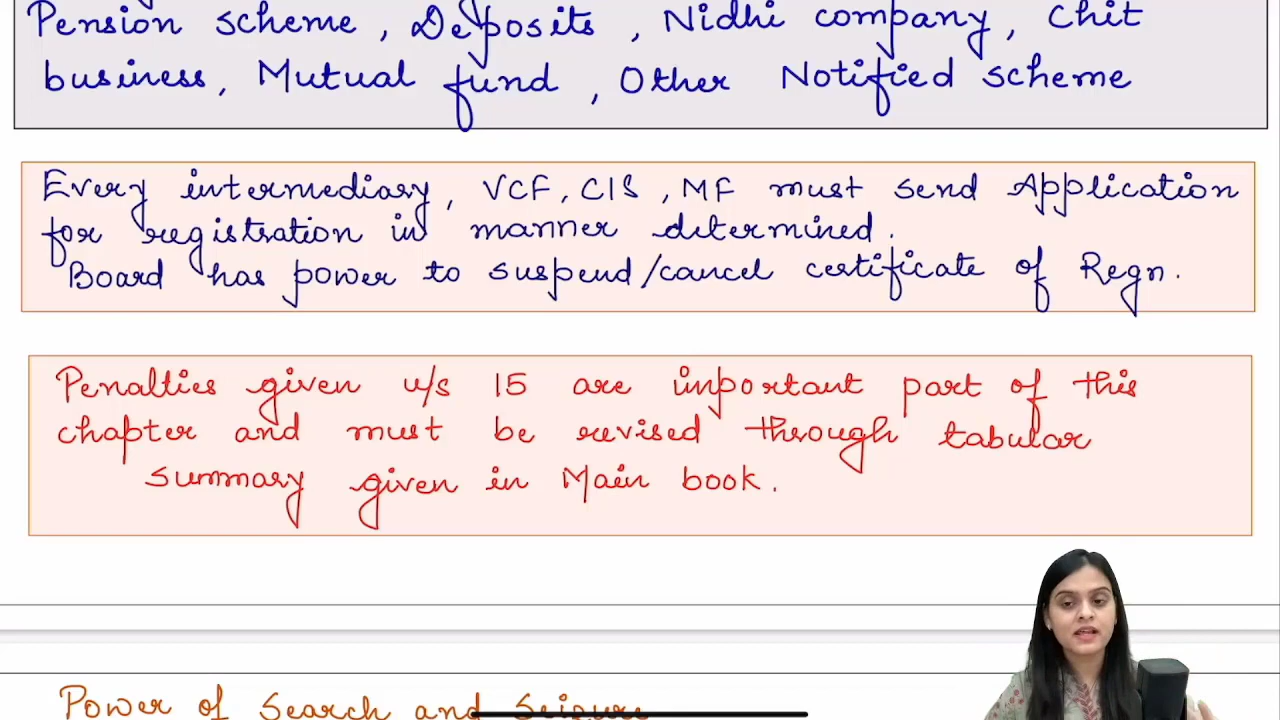 Pension scheme, Deposits, Nidhi company, Chit
business, Mutual fund, Other Notified scheme
Every intermediary, VCF, CIS, MF must send Application
for registration in manner determined.
Board has power to suspend/cancel certificate of Regn.
Penalties given u/s 15 are important part of this
chapter and must be revised through tabular
summary given in Main book.
Power of Search and Seizure